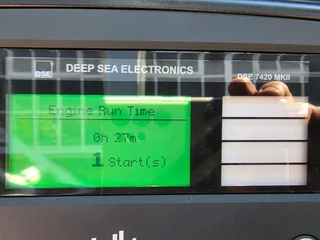 DSE
DEEP SEA ELECTRONICS
DSE 7420 MKII
Engine Run Time
0h 27m
1 Start(s)